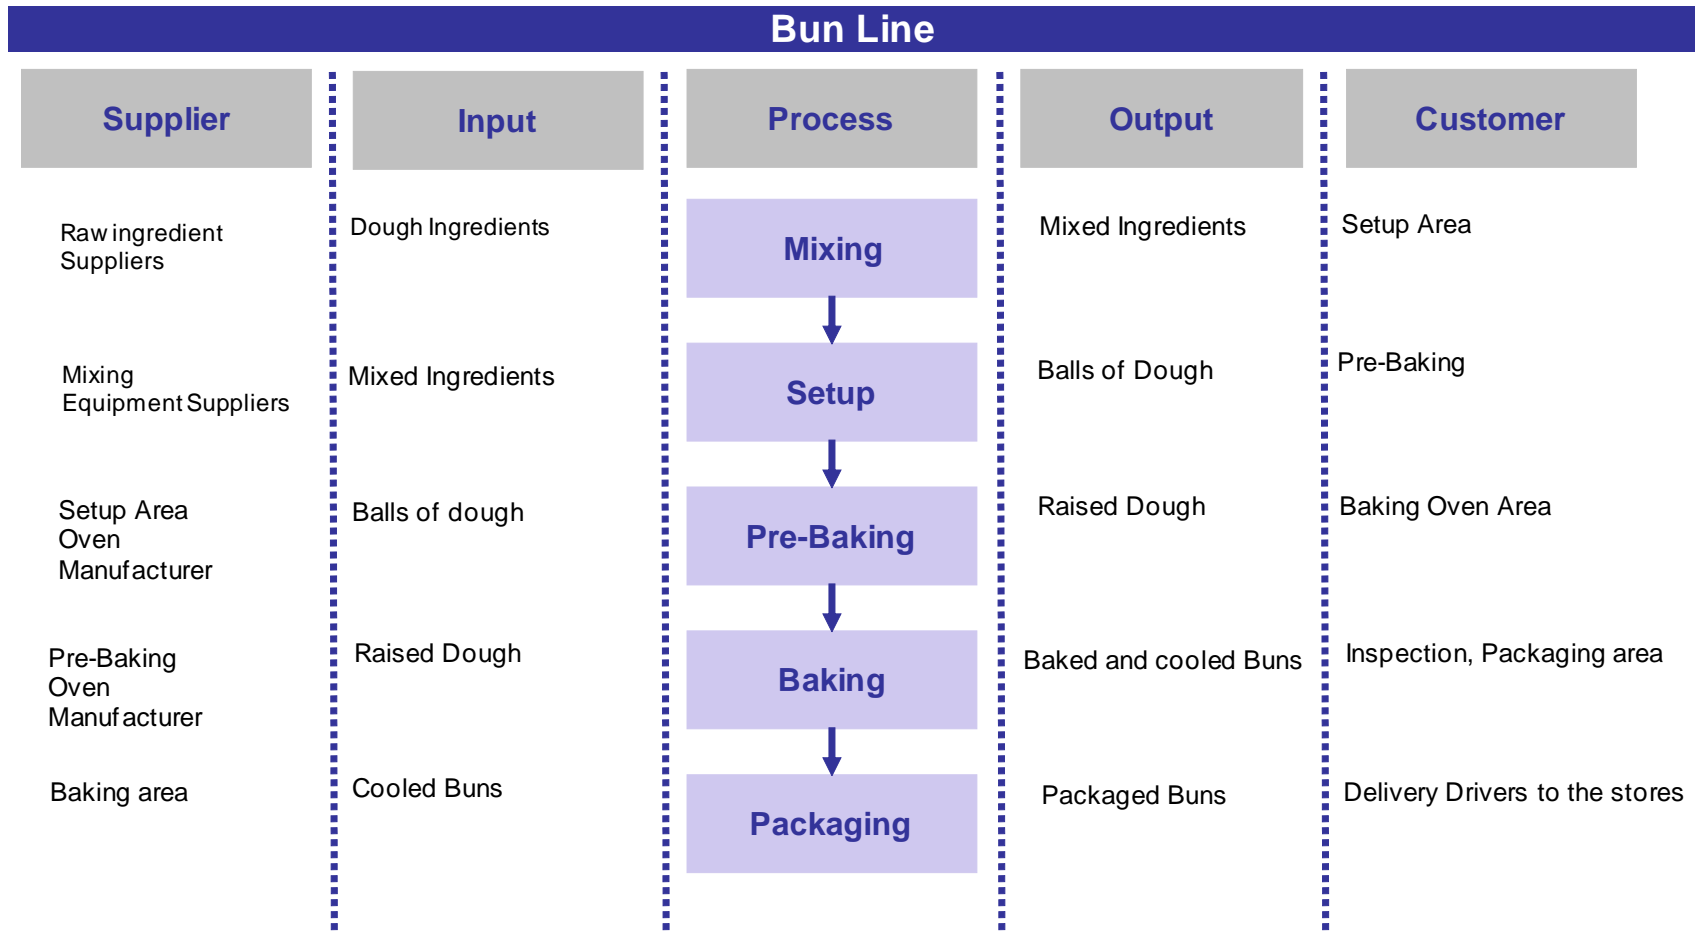 Bun Line
Supplier
Input
Process
Output
Customer
Raw ingredient
Suppliers
Dough Ingredients
Mixing
Mixed Ingredients
Setup Area
Mixing
Equipment Suppliers
Mixed Ingredients
Setup
Balls of Dough
Pre-Baking
Setup Area
Oven
Manufacturer
Balls of dough
Pre-Baking
Raised Dough
Baking Oven Area
Pre-Baking
Oven
Manufacturer
Raised Dough
Baking
Baked and cooled Buns
Inspection, Packaging area
Baking area
Cooled Buns
Packaging
Packaged Buns
Delivery Drivers to the stores